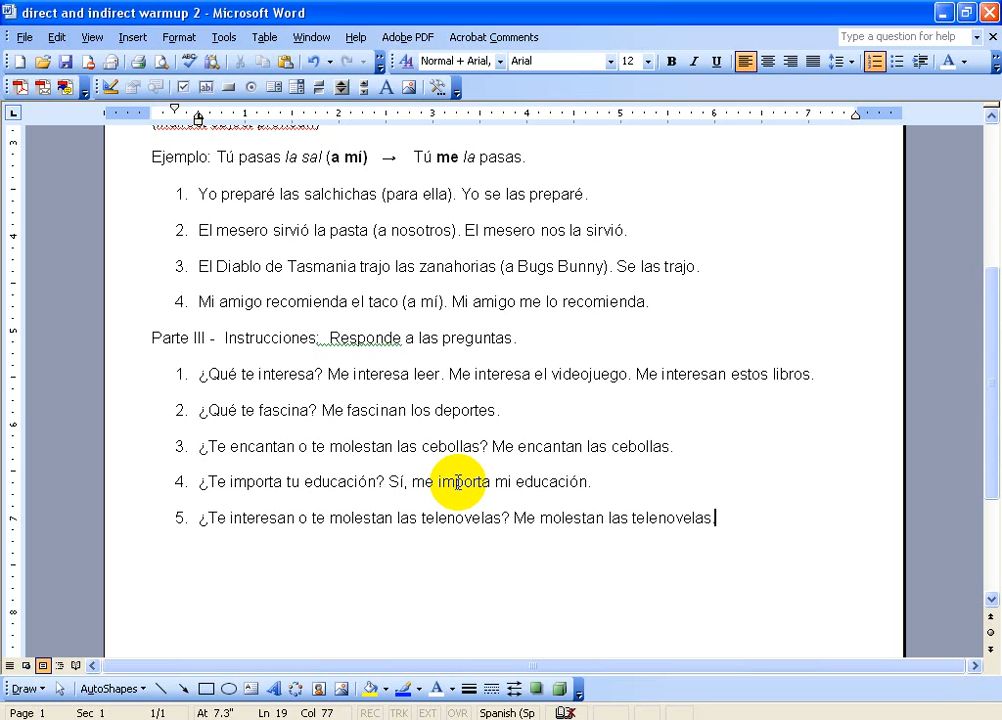 direct and indirect warmup 2 - Microsoft Word
File Edit View Insert Format Tools Table Window Help Adobe PDF Acrobat Comments Type a question for help
Normal + Arial, Arial 12 B I U
1 2 3 4 5 6 7
Ejemplo: Tú pasas la sal (a mí) → Tú me la pasas.
1. Yo preparé las salchichas (para ella). Yo se las preparé.
2. El mesero sirvió la pasta (a nosotros). El mesero nos la sirvió.
3. El Diablo de Tasmania trajo las zanahorias (a Bugs Bunny). Se las trajo.
4. Mi amigo recomienda el taco (a mí). Mi amigo me lo recomienda.
Parte III - Instrucciones: Responde a las preguntas.
1. ¿Qué te interesa? Me interesa leer. Me interesa el videojuego. Me interesan estos libros.
2. ¿Qué te fascina? Me fascinan los deportes.
3. ¿Te encantan o te molestan las cebollas? Me encantan las cebollas.
4. ¿Te importa tu educación? Sí, me importa mi educación.
5. ¿Te interesan o te molestan las telenovelas? Me molestan las telenovelas.
Draw AutoShapes
Page 1 Sec 1 1/1 At 7.3" Ln 19 Col 77 REC TRK EXT OVR Spanish (Sp